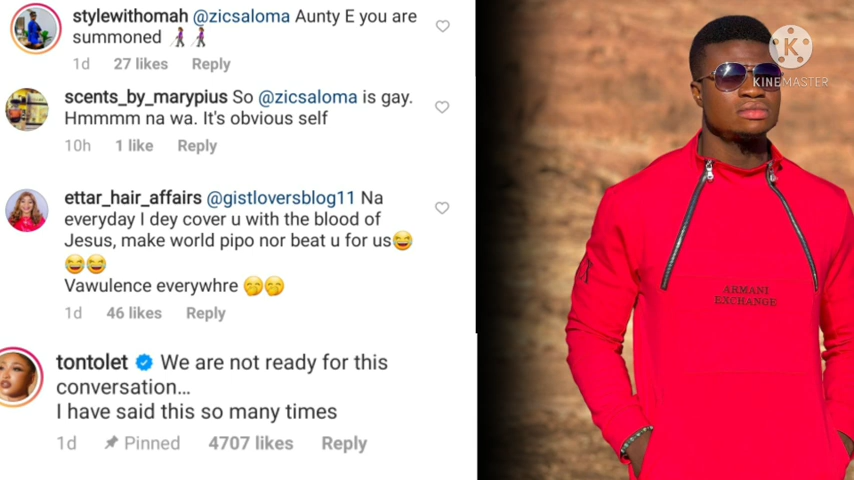 stylewithomah @zicsaloma Aunty E you are
summoned
1d 27 likes Reply
scents_by_marypius So @zicsaloma is gay.
Hmmmm na wa. It's obvious self
10h 1 like Reply
ettar_hair_affairs @gistloversblog11 Na
everyday I dey cover u with the blood of
Jesus, make world pipo nor beat u for us😂
😂😂
Vawulence everywhre 🤭🤭
1d 46 likes Reply
tontolet We are not ready for this
conversation...
I have said this so many times
1d Pinned 4707 likes Reply
K
KINEMASTER
ARMANI
EXCHANGE